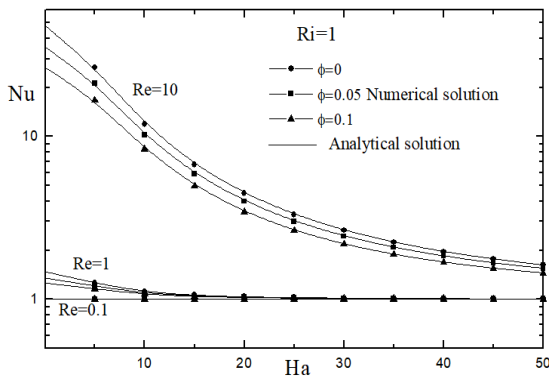 Ri=1
ϕ=0
ϕ=0.05 Numerical solution
ϕ=0.1
Analytical solution
Nu
10
1
Re=10
Re=1
Re=0.1
0
10
20
30
40
50
Ha